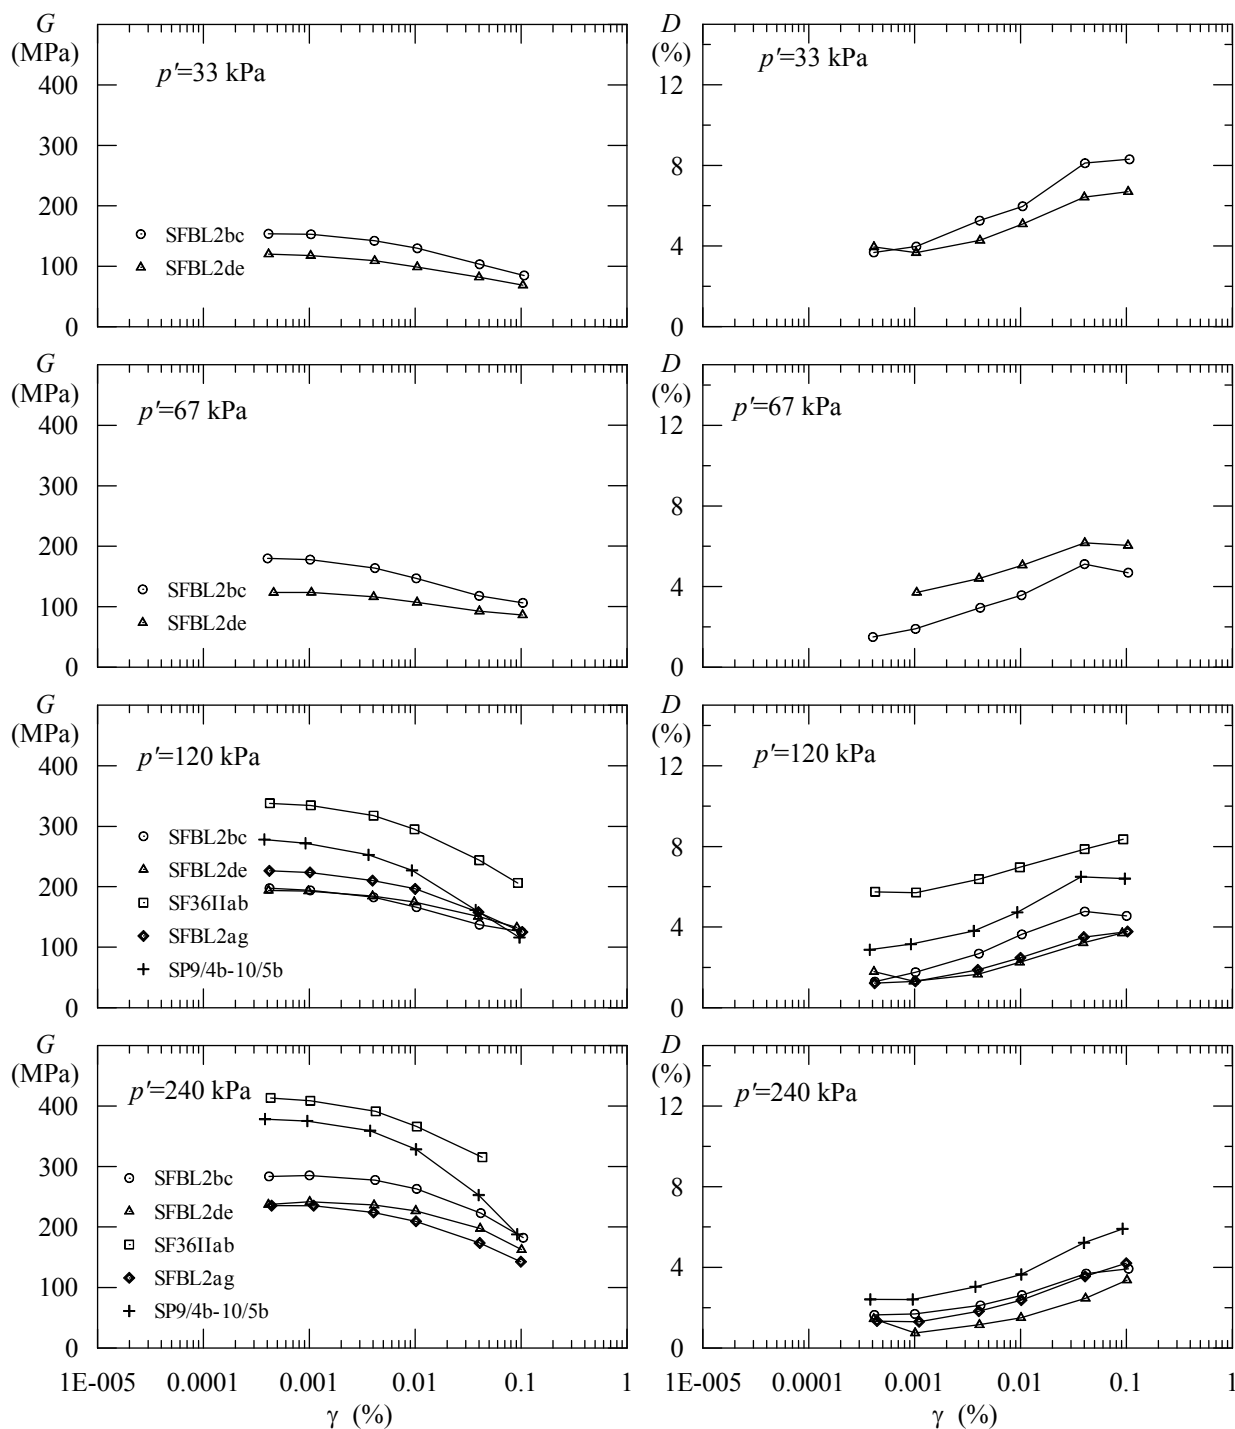 G
(MPa)
p'=33 kPa
400
300
200
100
0
SFBL2bc
SFBL2de
D
(%)
p'=33 kPa
12
8
4
0
G
(MPa)
p'=67 kPa
400
300
200
100
0
SFBL2bc
SFBL2de
D
(%)
p'=67 kPa
12
8
4
0
G
(MPa)
p'=120 kPa
400
300
200
100
0
SFBL2bc
SFBL2de
SF36IIab
SFBL2ag
SP9/4b-10/5b
D
(%)
p'=120 kPa
12
8
4
0
G
(MPa)
p'=240 kPa
400
300
200
100
0
SFBL2bc
SFBL2de
SF36IIab
SFBL2ag
SP9/4b-10/5b
1E-005 0.0001 0.001 0.01 0.1 1
γ (%)
D
(%)
p'=240 kPa
12
8
4
0
1E-005 0.0001 0.001 0.01 0.1 1
γ (%)